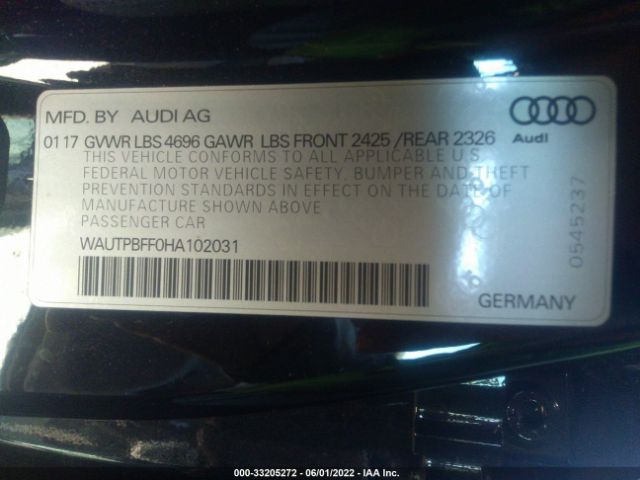 MFD. BY AUDI AG
01 17 GVWR LBS 4696 GAWR LBS FRONT 2425 /REAR 2326
THIS VEHICLE CONFORMS TO ALL APPLICABLE U.S.
FEDERAL MOTOR VEHICLE SAFETY, BUMPER AND THEFT
PREVENTION STANDARDS IN EFFECT ON THE DATE OF
MANUFACTURE SHOWN ABOVE
PASSENGER CAR
WAUTPBFF0HA102031
Audi
0545237
GERMANY
000-33205272 - 06/01/2022 - IAA Inc.